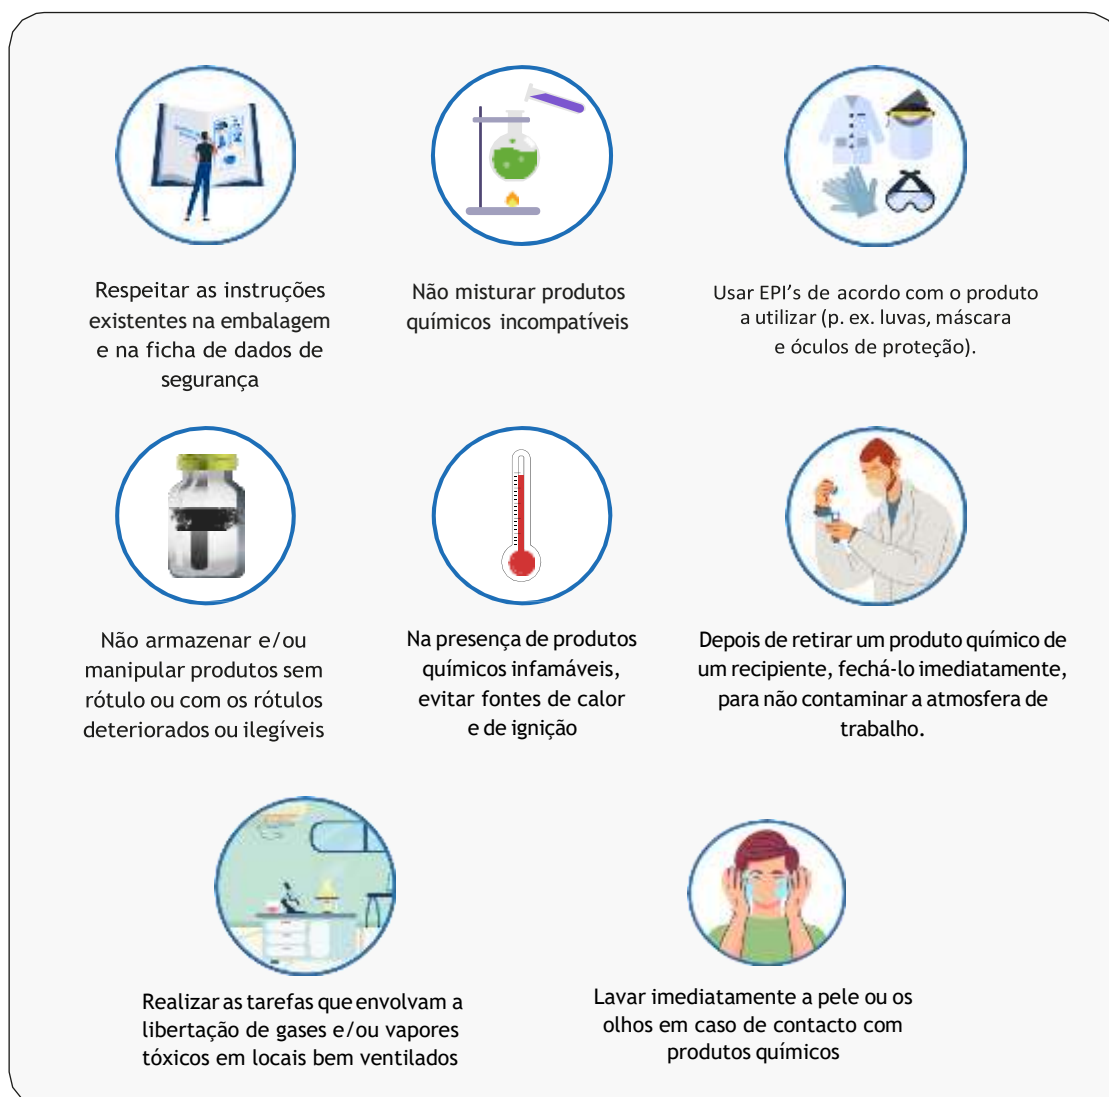 Respeitar as instruções
existentes na embalagem
e na ficha de dados de
segurança
Não misturar produtos
químicos incompatíveis
Usar EPI's de acordo com o produto
a utilizar (p. ex. luvas, máscara
e óculos de proteção).
Não armazenar e/ou
manipular produtos sem
rótulo ou com os rótulos
deteriorados ou ilegíveis
Na presença de produtos
químicos infamáveis,
evitar fontes de calor
e de ignição
Depois de retirar um produto químico de
um recipiente, fechá-lo imediatamente,
para não contaminar a atmosfera de
trabalho.
Realizar as tarefas que envolvam a
libertação de gases e/ou vapores
tóxicos em locais bem ventilados
Lavar imediatamente a pele ou os
olhos em caso de contacto com
produtos químicos